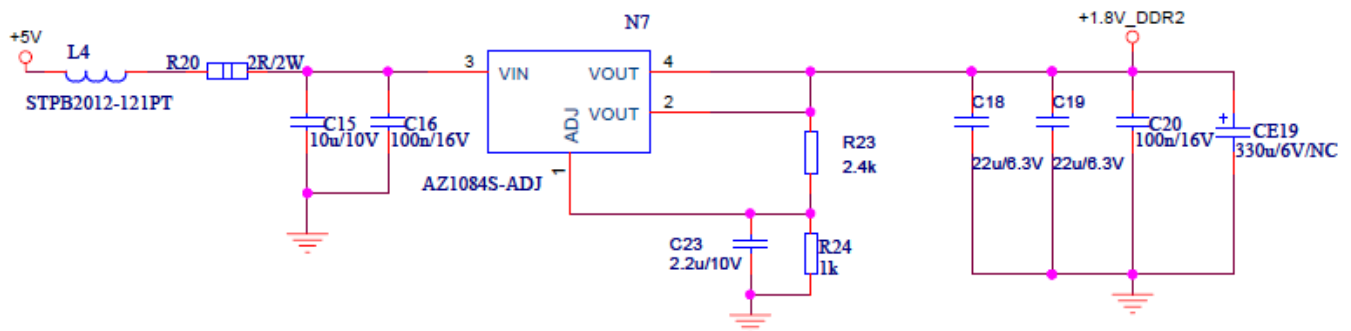 +1.8V_DDR2
N7
+5V
L4
R20
2R/2W
3
VIN
VOUT
4
VOUT
2
ADJ
1
STPB2012-121PT
C15
10u/10V
C16
100n/16V
AZ1084S-ADJ
R23
2.4k
C18
22u/6.3V
C19
22u/6.3V
C20
100n/16V
+
CE19
330u/6V/NC
C23
2.2u/10V
R24
1k